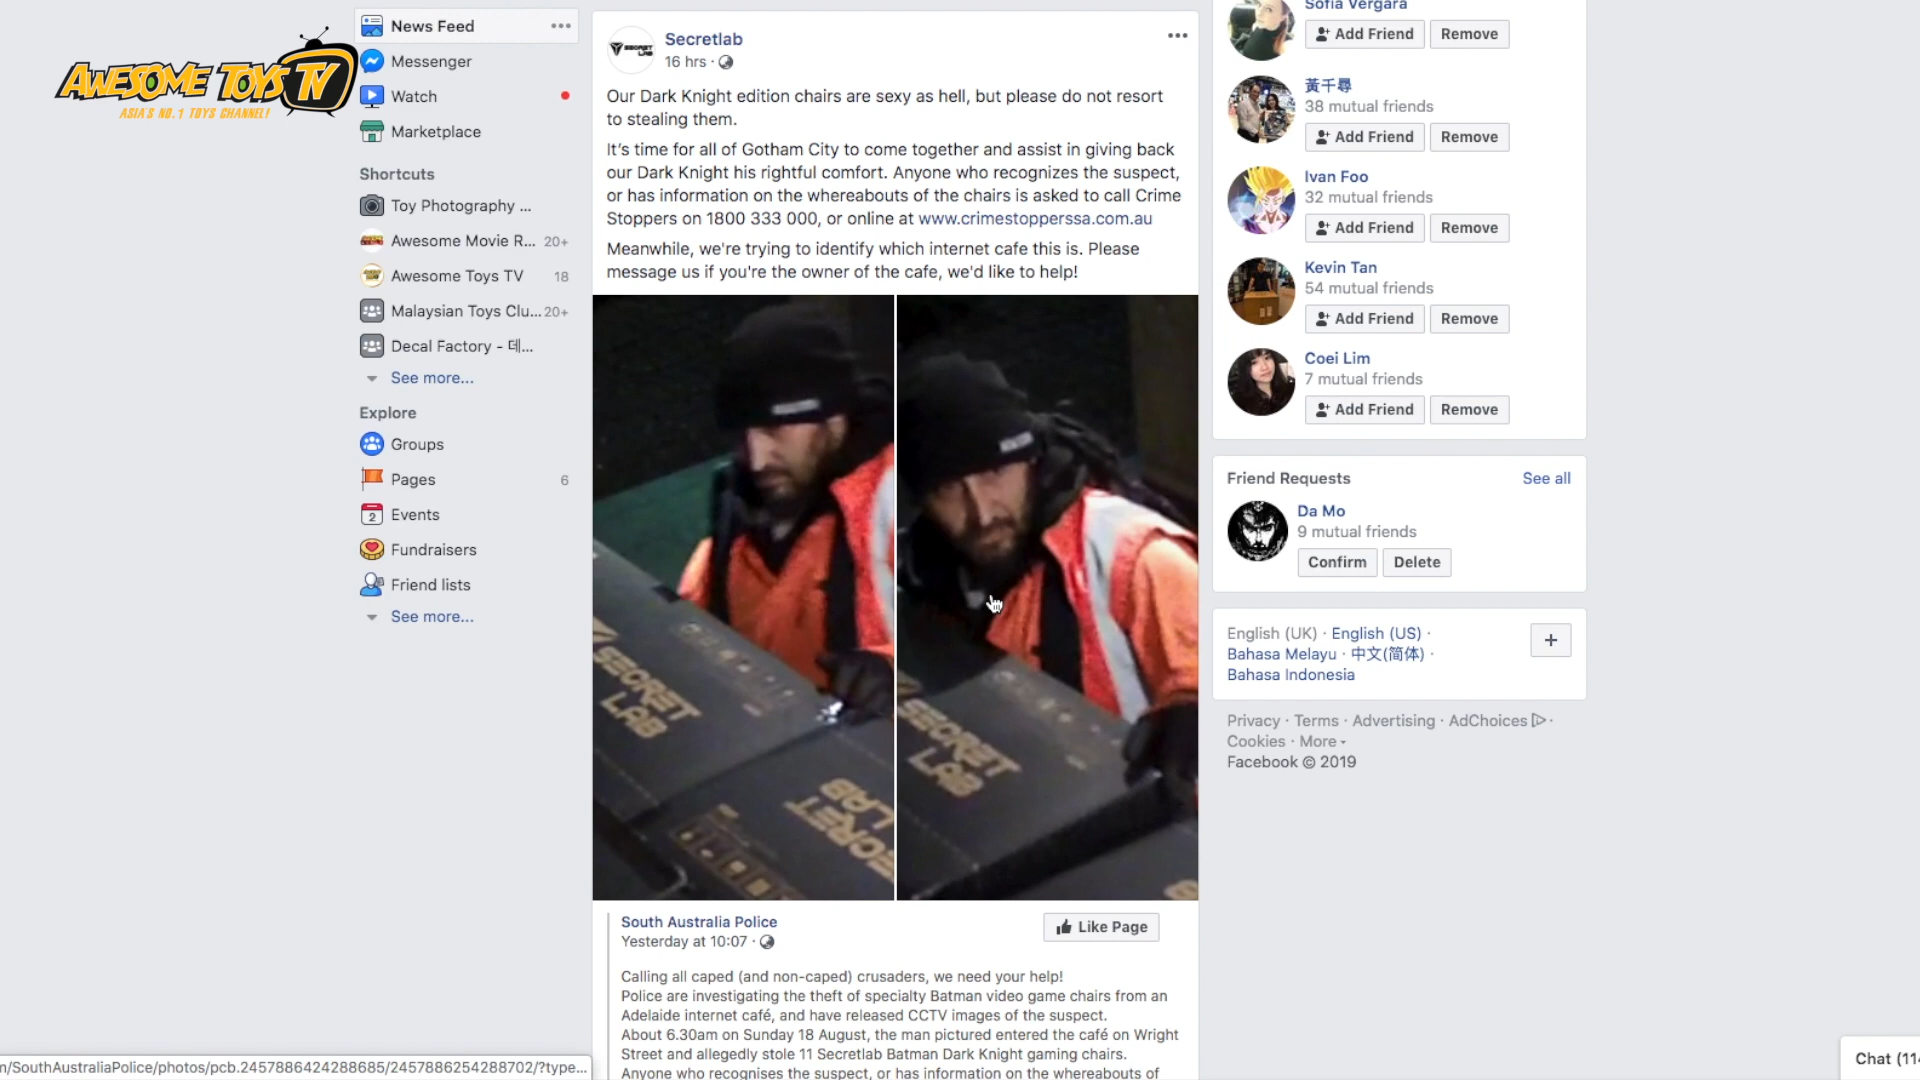 AWESOME TOYS TV
ASIA'S NO.1 TOYS CHANNEL!
News Feed
Messenger
Watch
Marketplace
Shortcuts
Toy Photography ...
Awesome Movie R... 20+
Awesome Toys TV 18
Malaysian Toys Clu... 20+
Decal Factory - 데...
See more...
Explore
Groups
Pages 6
2 Events
Fundraisers
Friend lists
See more...
SECRET LAB
Secretlab
16 hrs ·
Our Dark Knight edition chairs are sexy as hell, but please do not resort
to stealing them.
It's time for all of Gotham City to come together and assist in giving back
our Dark Knight his rightful comfort. Anyone who recognizes the suspect,
or has information on the whereabouts of the chairs is asked to call Crime
Stoppers on 1800 333 000, or online at www.crimestopperssa.com.au
Meanwhile, we're trying to identify which internet cafe this is. Please
message us if you're the owner of the cafe, we'd like to help!
SECRET
LAB
SECRET
LAB
SECRET
LAB
South Australia Police
Yesterday at 10:07 ·
Like Page
Calling all caped (and non-caped) crusaders, we need your help!
Police are investigating the theft of specialty Batman video game chairs from an
Adelaide internet café, and have released CCTV images of the suspect.
About 6.30am on Sunday 18 August, the man pictured entered the café on Wright
Street and allegedly stole 11 Secretlab Batman Dark Knight gaming chairs.
Anyone who recognises the suspect, or has information on the whereabouts of
Sofia Vergara
Add Friend Remove
黃千尋
38 mutual friends
Add Friend Remove
Ivan Foo
32 mutual friends
Add Friend Remove
Kevin Tan
54 mutual friends
Add Friend Remove
Coei Lim
7 mutual friends
Add Friend Remove
Friend Requests See all
Da Mo
9 mutual friends
Confirm Delete
English (UK) · English (US) ·
Bahasa Melayu · 中文(简体) ·
Bahasa Indonesia
+
Privacy · Terms · Advertising · AdChoices ·
Cookies · More
Facebook © 2019
n/SouthAustraliaPolice/photos/pcb.2457886424288685/2457886254288702/?type...
Chat (114